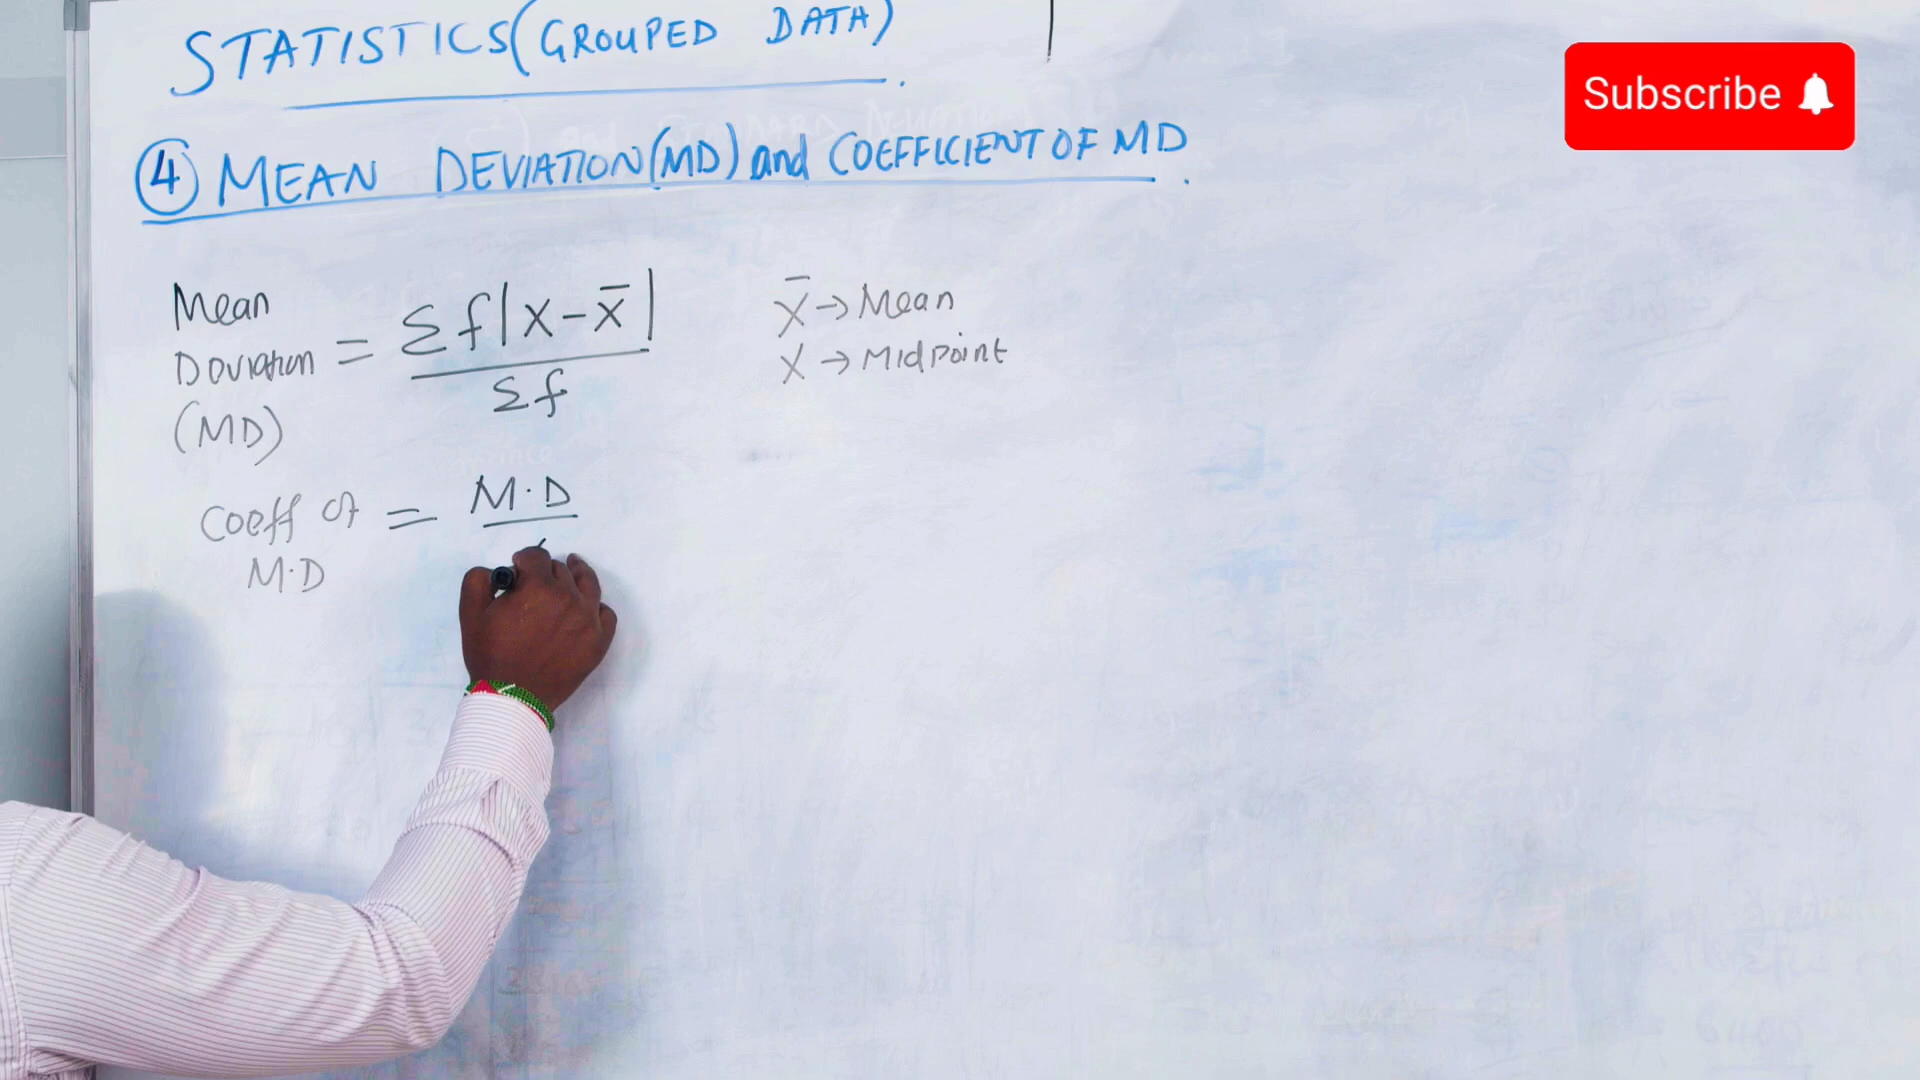 STATISTICS (GROUPED DATA)
Subscribe
④ MEAN DEVIATION (MD) and COEFFICIENT OF MD
Mean
Deviation
(MD)
= Σf|x-x̄|
Σf
x̄ → Mean
x → Midpoint
Coeff of
M.D
= M.D